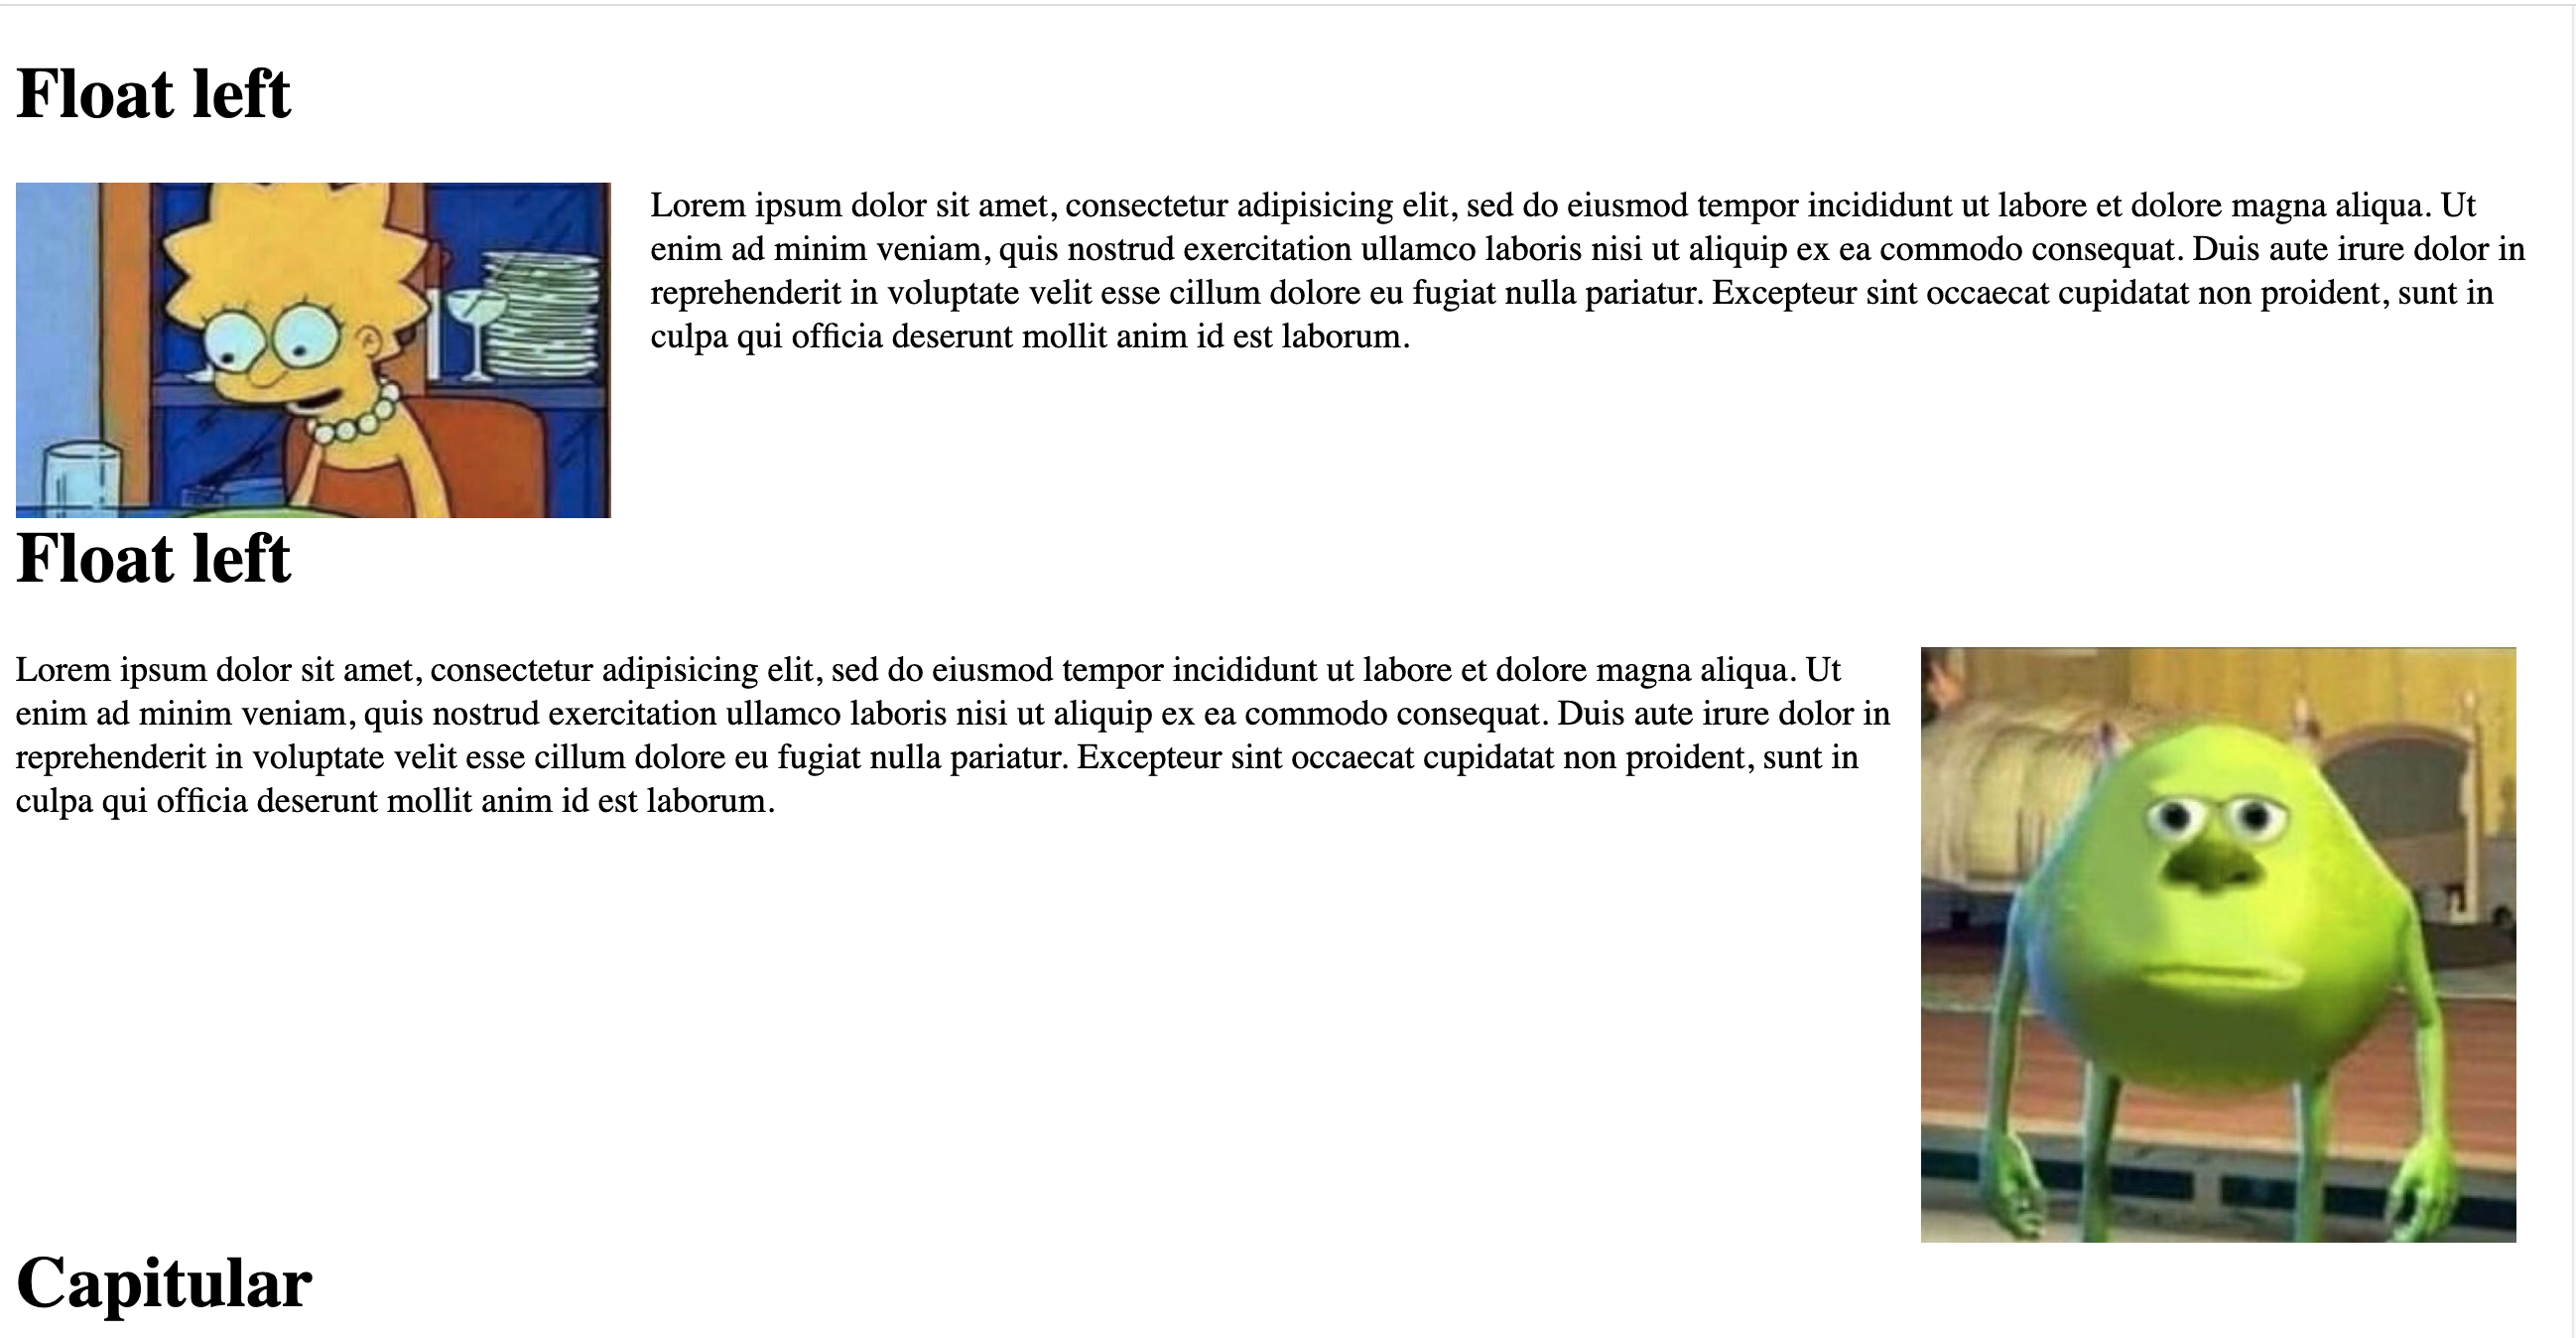 Float left
Lorem ipsum dolor sit amet, consectetur adipisicing elit, sed do eiusmod tempor incididunt ut labore et dolore magna aliqua. Ut
enim ad minim veniam, quis nostrud exercitation ullamco laboris nisi ut aliquip ex ea commodo consequat. Duis aute irure dolor in
reprehenderit in voluptate velit esse cillum dolore eu fugiat nulla pariatur. Excepteur sint occaecat cupidatat non proident, sunt in
culpa qui officia deserunt mollit anim id est laborum.
Float left
Lorem ipsum dolor sit amet, consectetur adipisicing elit, sed do eiusmod tempor incididunt ut labore et dolore magna aliqua. Ut
enim ad minim veniam, quis nostrud exercitation ullamco laboris nisi ut aliquip ex ea commodo consequat. Duis aute irure dolor in
reprehenderit in voluptate velit esse cillum dolore eu fugiat nulla pariatur. Excepteur sint occaecat cupidatat non proident, sunt in
culpa qui officia deserunt mollit anim id est laborum.
Capitular